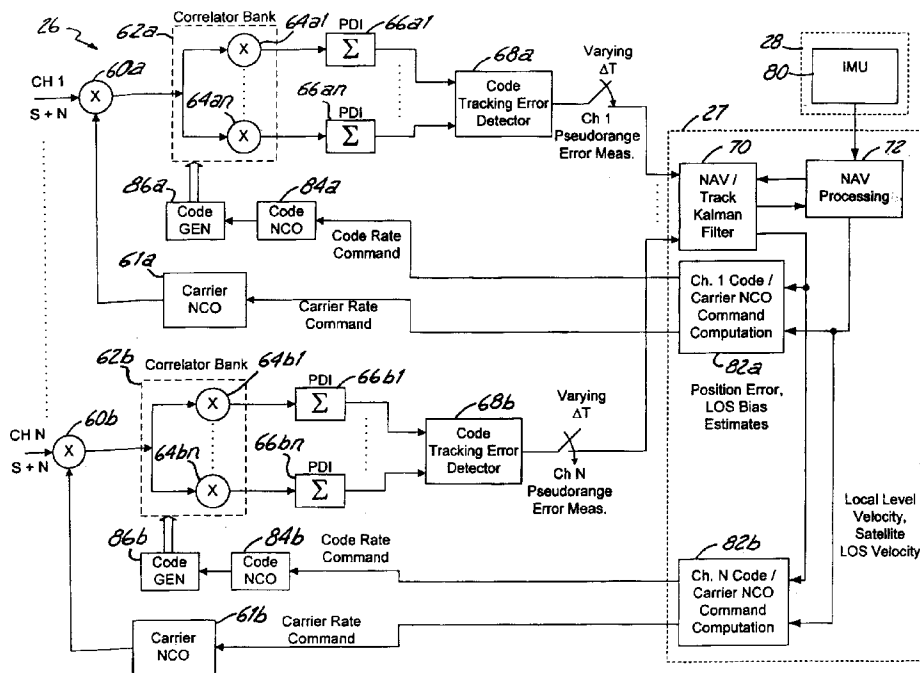 26
Correlator Bank
62a
64a1
PDI
66a1
Σ
60a
CH 1
S + N
X
X
64an
X
PDI
66an
Σ
68a
Code
Tracking Error
Detector
Varying
ΔT
Ch 1
Pseudorange
Error Meas.
28
80
IMU
27
70
NAV /
Track
Kalman
Filter
72
NAV
Processing
86a
Code
GEN
84a
Code
NCO
Code Rate
Command
61a
Carrier
NCO
Carrier Rate
Command
Ch. 1 Code /
Carrier NCO
Command
Computation
82a
Position Error,
LOS Bias
Estimates
62b
Correlator Bank
64b1
X
PDI
66b1
Σ
60b
CH N
S + N
X
64bn
X
PDI
66bn
Σ
68b
Code
Tracking Error
Detector
Varying
ΔT
Ch N
Pseudorange
Error Meas.
Local Level
Velocity,
Satellite
LOS Velocity
86b
Code
GEN
84b
Code
NCO
Code Rate
Command
82b
Ch. N Code /
Carrier NCO
Command
Computation
61b
Carrier
NCO
Carrier Rate
Command